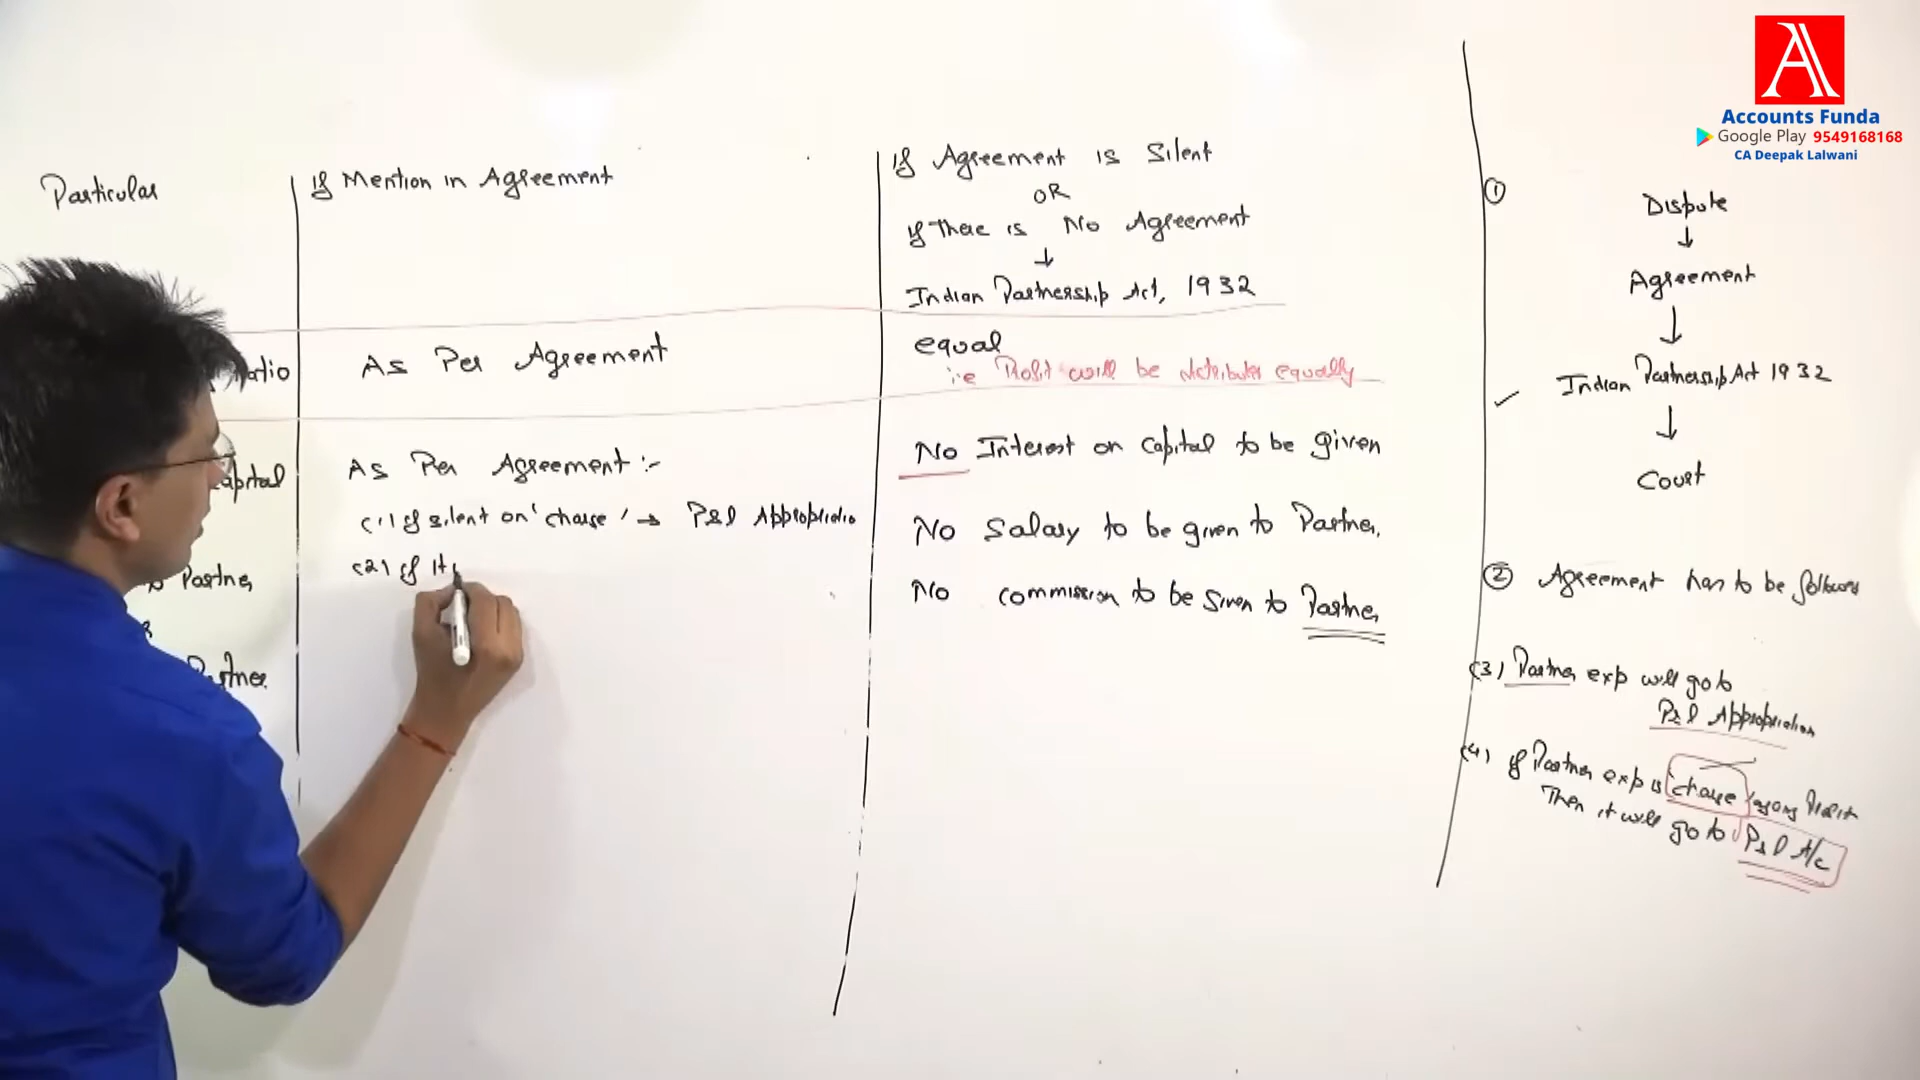 Accounts Funda
Google Play 9549168168
CA Deepak Lalwani
Particular
if Mention in Agreement
if Agreement is Silent
OR
if there is No Agreement
↓
Indian Partnership Act, 1932
Ratio
As Per Agreement
equal
i.e Profit will be equally
Capital
As Per Agreement :-
(1) if silent on 'charge' → P&l Appropriatio
(2) if It
No Interest on capital to be given
Partner
No Salary to be given to Partner.
Partner
No commission to be given to Partner
①
Dispute
↓
Agreement
↓
Indian Partnership Act 1932
↓
Court
② Agreement has to be
(3) Partner exp will go to
P&l Appropriation
(4) if Partner exp is charge Profit
Then it will go to P&l A/c